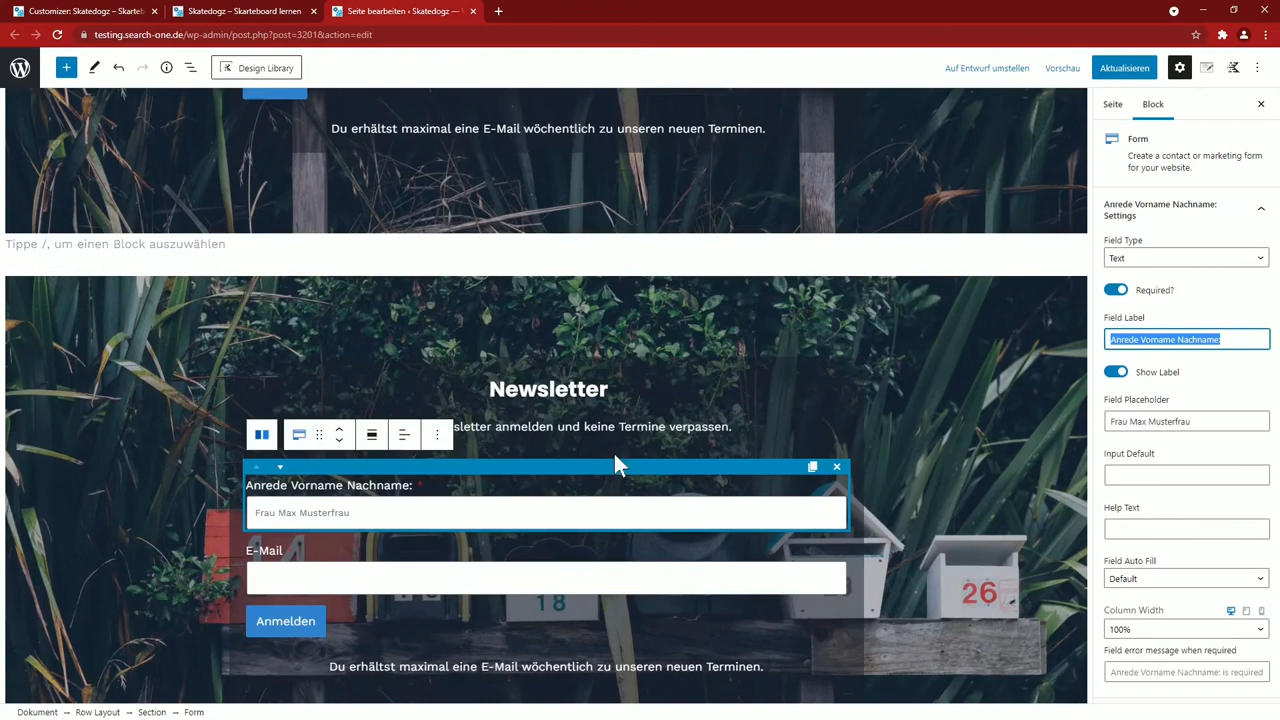 Customizer: Skatedogz – Skarteb
Skatedogz – Skarteboard lernen
Seite bearbeiten ‹ Skatedogz — W
testing.search-one.de/wp-admin/post.php?post=3201&action=edit
Design Library
Auf Entwurf umstellen
Vorschau
Aktualisieren
Du erhältst maximal eine E-Mail wöchentlich zu unseren neuen Terminen.
Tippe /, um einen Block auszuwählen
Newsletter
sletter anmelden und keine Termine verpassen.
Anrede Vorname Nachname: *
Frau Max Musterfrau
E-Mail
18
26
Anmelden
Du erhältst maximal eine E-Mail wöchentlich zu unseren neuen Terminen.
Seite
Block
Form
Create a contact or marketing form
for your website.
Anrede Vorname Nachname:
Settings
Field Type
Text
Required?
Field Label
Anrede Vorname Nachname:
Show Label
Field Placeholder
Frau Max Musterfrau
Input Default
Help Text
Field Auto Fill
Default
Column Width
100%
Field error message when required
Anrede Vorname Nachname: is required
Dokument → Row Layout → Section → Form